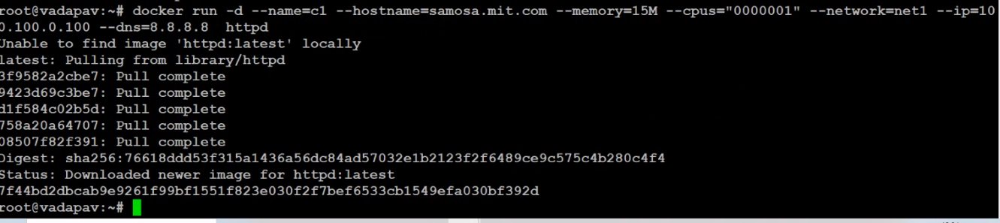 root@vadapav:~# docker run -d --name=c1 --hostname=samosa.mit.com --memory=15M --cpus="0000001" --network=net1 --ip=10
0.100.0.100 --dns=8.8.8.8  httpd
Unable to find image 'httpd:latest' locally
latest: Pulling from library/httpd
3f9582a2cbe7: Pull complete
9423d69c3be7: Pull complete
d1f584c02b5d: Pull complete
758a20a64707: Pull complete
08507f82f391: Pull complete
Digest: sha256:76618ddd53f315a1436a56dc84ad57032e1b2123f2f6489ce9c575c4b280c4f4
Status: Downloaded newer image for httpd:latest
7f44bd2dbcab9e9261f99bf1551f823e030f2f7bef6533cb1549efa030bf392d
root@vadapav:~#